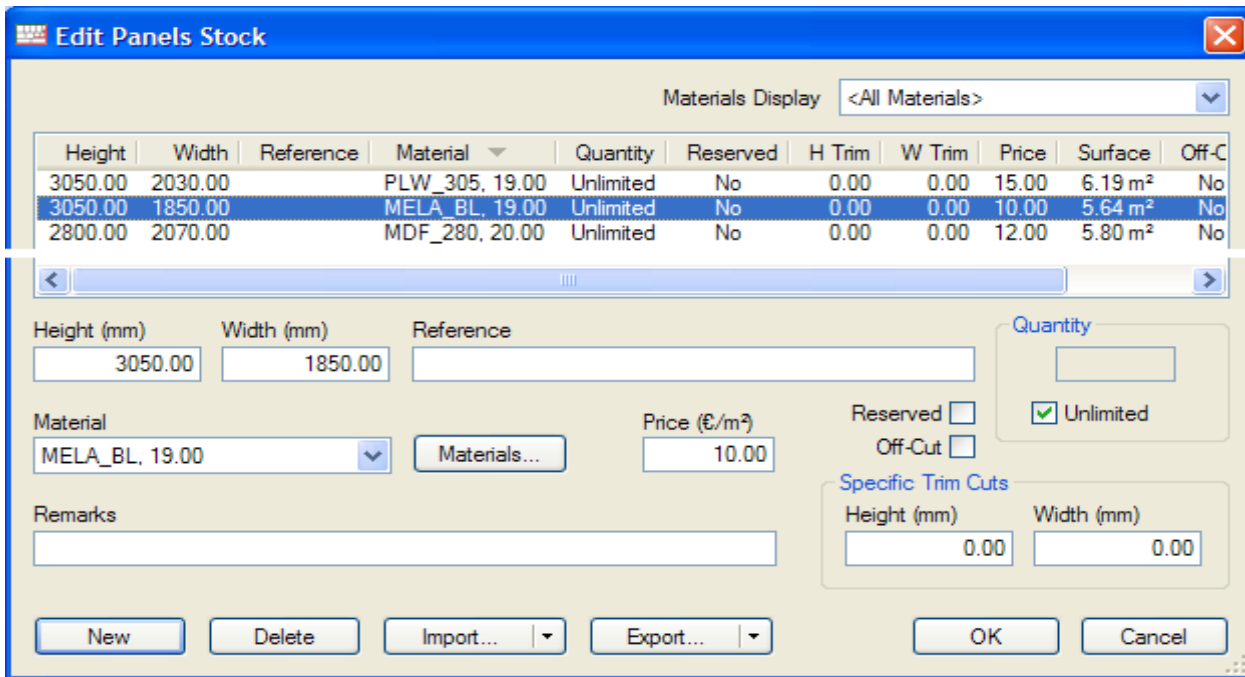 Edit Panels Stock
Materials Display <All Materials>
Height Width Reference Material Quantity Reserved H Trim W Trim Price Surface Off-C
3050.00 2030.00 PLW_305, 19.00 Unlimited No 0.00 0.00 15.00 6.19 m² No
3050.00 1850.00 MELA_BL, 19.00 Unlimited No 0.00 0.00 10.00 5.64 m² No
2800.00 2070.00 MDF_280, 20.00 Unlimited No 0.00 0.00 12.00 5.80 m² No
Height (mm) Width (mm) Reference Quantity
3050.00 1850.00
Material Price (€/m²) Reserved Unlimited
MELA_BL, 19.00 Materials... 10.00 Off-Cut
Specific Trim Cuts
Remarks Height (mm) Width (mm)
0.00 0.00
New Delete Import... Export... OK Cancel